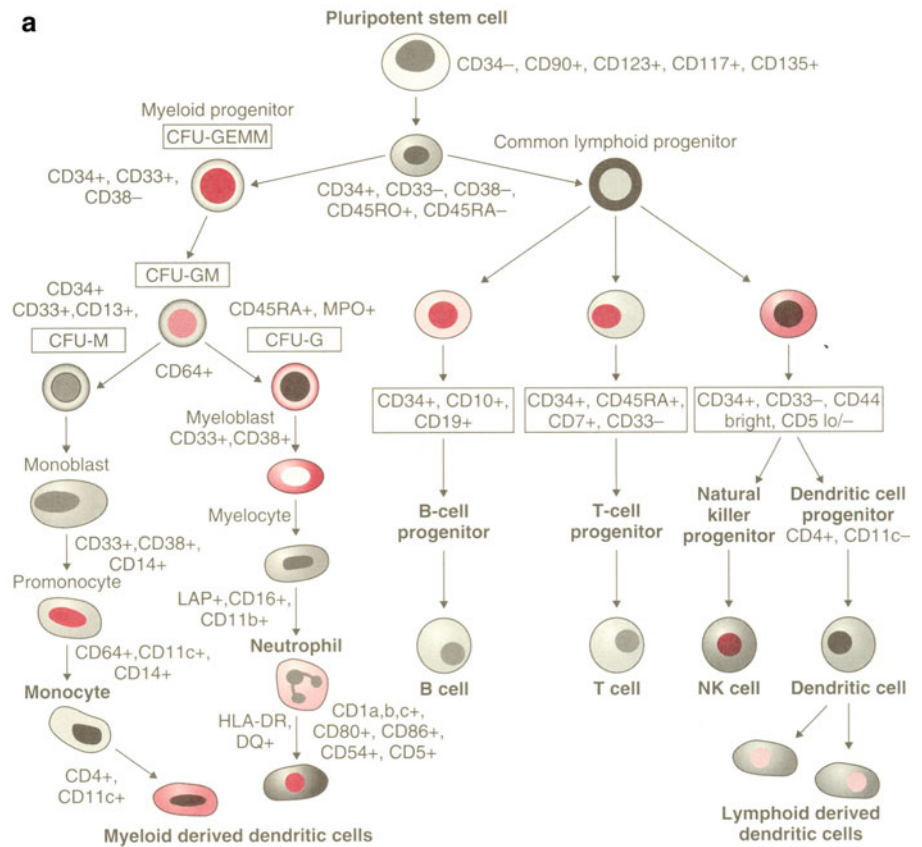 a
Pluripotent stem cell
CD34–, CD90+, CD123+, CD117+, CD135+
Myeloid progenitor
CFU-GEMM
CD34+, CD33+,
CD38–
CD34+, CD33–, CD38–,
CD45RO+, CD45RA–
Common lymphoid progenitor
CFU-GM
CD34+
CD33+,CD13+,
CFU-M
CD64+
CD45RA+, MPO+
CFU-G
Myeloblast
CD33+,CD38+
Monoblast
CD33+,CD38+,
CD14+
Promonocyte
CD64+,CD11c+,
CD14+
Monocyte
CD4+,
CD11c+
Myelocyte
LAP+,CD16+,
CD11b+
Neutrophil
HLA-DR,
DQ+
CD1a,b,c+,
CD80+, CD86+,
CD54+, CD5+
Myeloid derived dendritic cells
CD34+, CD10+,
CD19+
B-cell
progenitor
B cell
CD34+, CD45RA+,
CD7+, CD33–
T-cell
progenitor
T cell
CD34+, CD33–, CD44
bright, CD5 lo/–
Natural
killer
progenitor
NK cell
Dendritic cell
progenitor
CD4+, CD11c–
Dendritic cell
Lymphoid derived
dendritic cells